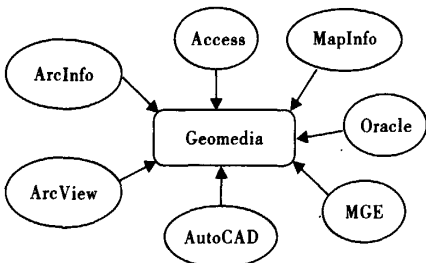 Access
MapInfo
ArcInfo
Geomedia
Oracle
ArcView
MGE
AutoCAD